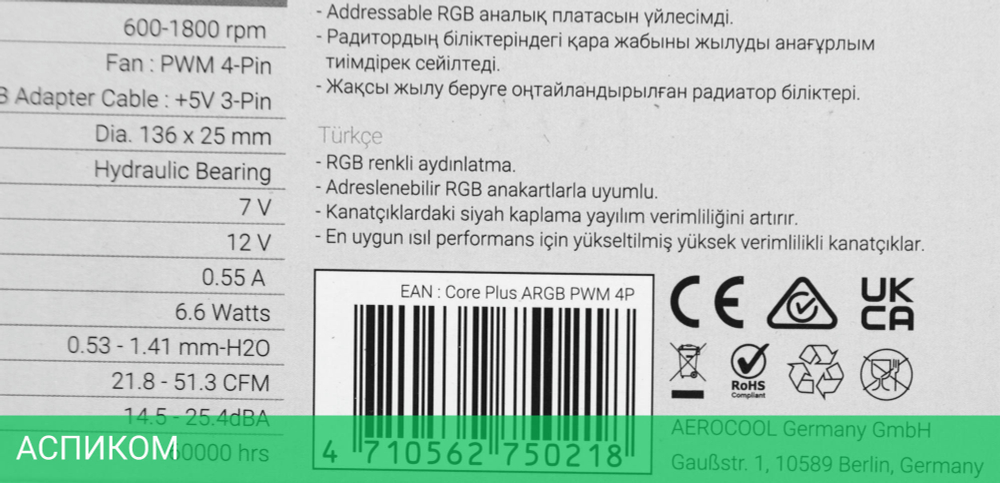 600-1800 rpm
Fan : PWM 4-Pin
B Adapter Cable : +5V 3-Pin
Dia. 136 x 25 mm
Hydraulic Bearing
7 V
12 V
0.55 A
6.6 Watts
0.53 - 1.41 mm-H2O
21.8 - 51.3 CFM
14.5 - 25.4dBA
60000 hrs
- Addressable RGB аналық платасын үйлесімді.
- Радитордың біліктеріндегі қара жабыны жылуды анағұрлым
тиімдірек сейілтеді.
- Жақсы жылу беруге оңтайландырылған радиатор біліктері.
Türkçe
- RGB renkli aydınlatma.
- Adreslenebilir RGB anakartlarla uyumlu.
- Kanatçıklardaki siyah kaplama yayılım verimliliğini artırır.
- En uygun ısıl performans için yükseltilmiş yüksek verimlilikli kanatçıklar.
EAN : Core Plus ARGB PWM 4P
4 710562 750218
CE
UK
CA
RoHS
Compliant
AEROCOOL Germany GmbH
Gaußstr. 1, 10589 Berlin, Germany
АСПИКОМ